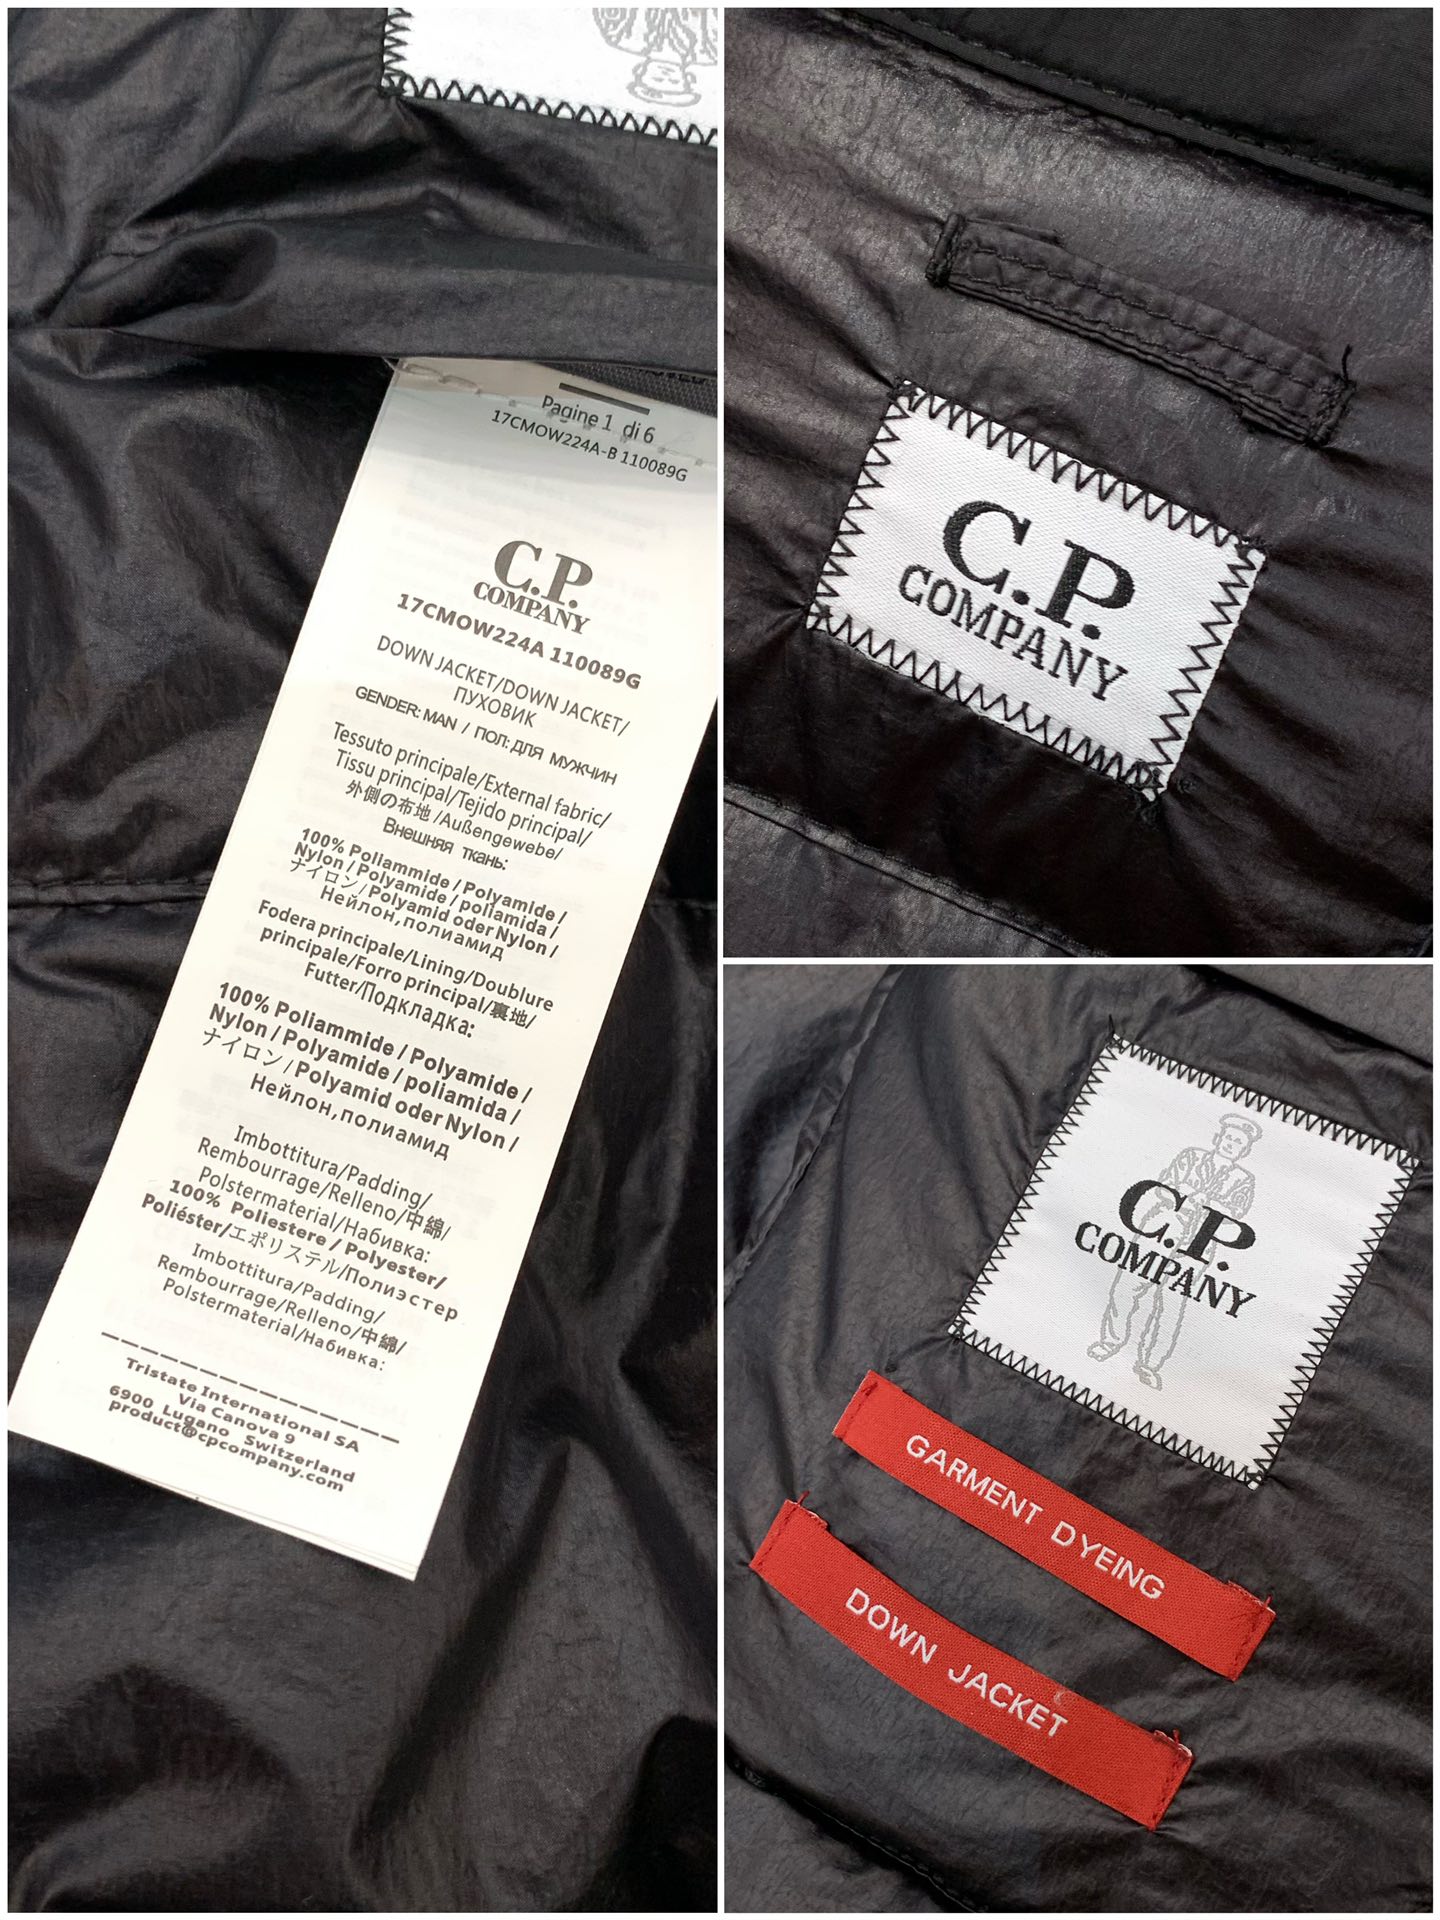 Pagine 1 di 6
17CMOW224A-B 110089G
C.P.
COMPANY
17CMOW224A 110089G
DOWN JACKET/DOWN JACKET/
ПУХОВИК
GENDER: MAN / ПОЛ: ДЛЯ МУЖЧИН
Tessuto principale/External fabric/
Tissu principal/Tejido principal/
外側の布地/Außengewebe/
Внешняя ткань:
100% Poliammide / Polyamide /
Nylon / Polyamide / poliamida /
ナイロン / Polyamid oder Nylon /
Нейлон,полиамид
Fodera principale/Lining/Doublure
principale/Forro principal/裏地/
Futter/Подкладка:
100% Poliammide / Polyamide /
Nylon / Polyamide / poliamida /
ナイロン / Polyamid oder Nylon /
Нейлон,полиамид
Imbottitura/Padding/
Rembourrage/Relleno/中綿/
Polstermaterial/Набивка:
100% Poliestere / Polyester/
Poliéster/エポリステル/Полиэстер
Imbottitura/Padding/
Rembourrage/Relleno/中綿/
Polstermaterial/Набивка:
Tristate International SA
Via Canova 9
6900 Lugano Switzerland
product@cpcompany.com
C.P.
COMPANY
C.P.
COMPANY
GARMENT DYEING
DOWN JACKET